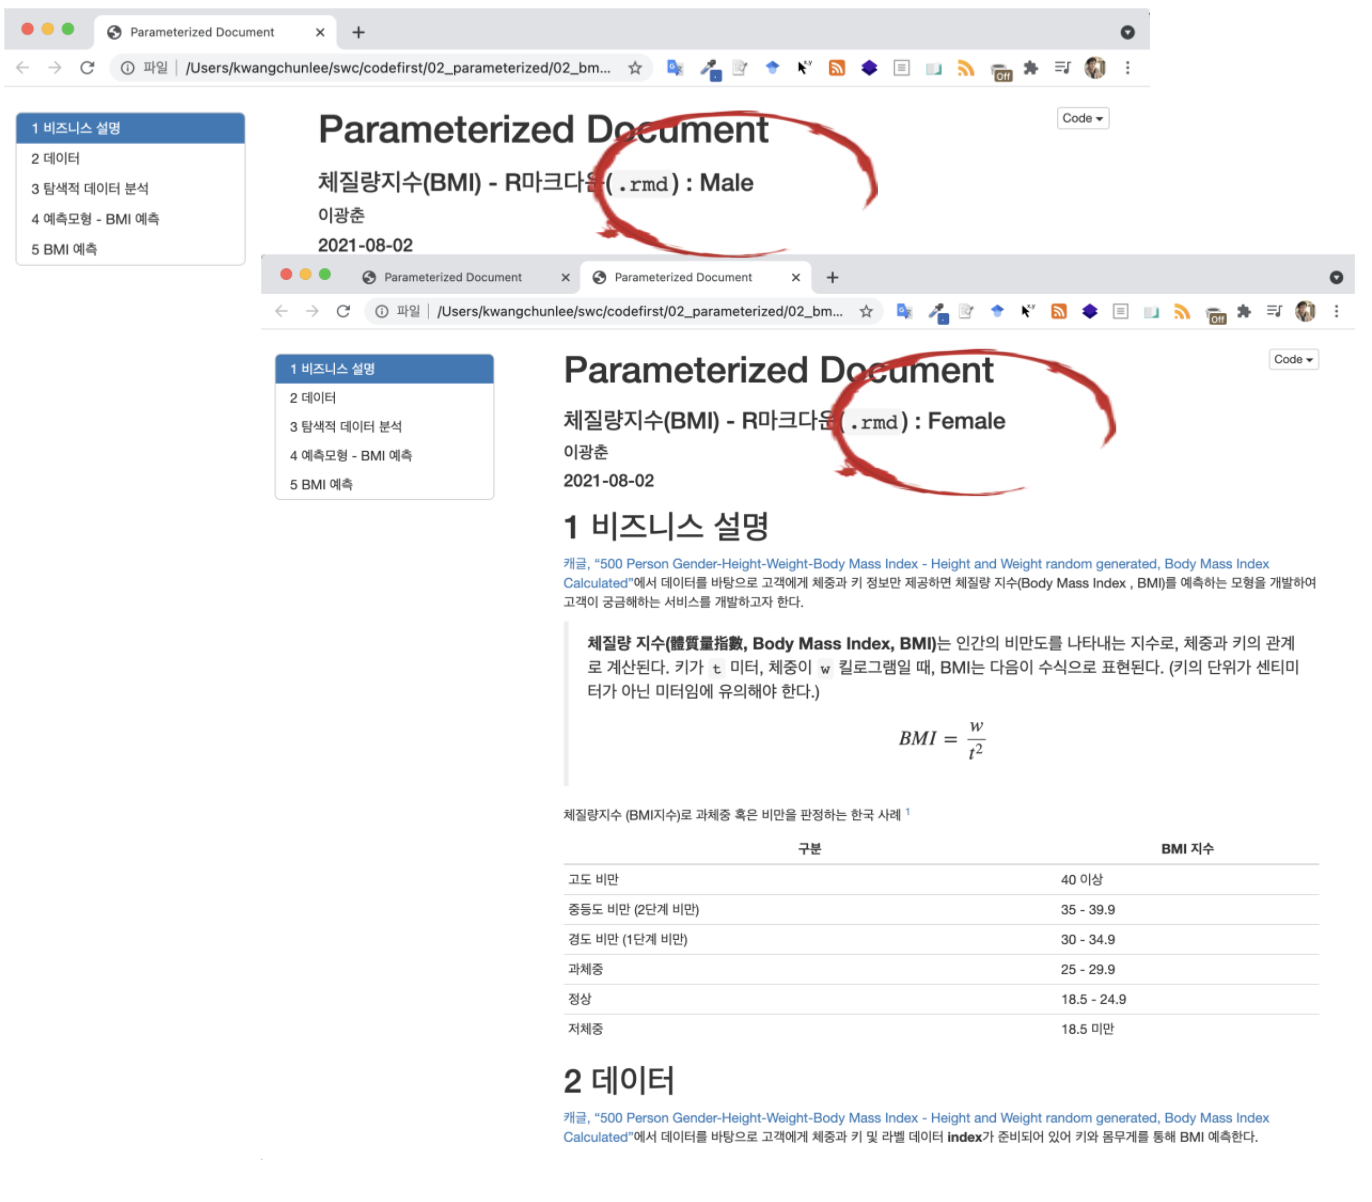 Parameterized Document
파일 | /Users/kwangchunlee/swc/codefirst/02_parameterized/02_bm...
Off
1 비즈니스 설명
2 데이터
3 탐색적 데이터 분석
4 예측모형 - BMI 예측
5 BMI 예측
Parameterized Document
Code
체질량지수(BMI) - R마크다운(.rmd) : Male
이광춘
2021-08-02
Parameterized Document
Parameterized Document
파일 | /Users/kwangchunlee/swc/codefirst/02_parameterized/02_bm...
Off
1 비즈니스 설명
2 데이터
3 탐색적 데이터 분석
4 예측모형 - BMI 예측
5 BMI 예측
Parameterized Document
Code
체질량지수(BMI) - R마크다운(.rmd) : Female
이광춘
2021-08-02
1 비즈니스 설명
캐글, “500 Person Gender-Height-Weight-Body Mass Index - Height and Weight random generated, Body Mass Index
Calculated”에서 데이터를 바탕으로 고객에게 체중과 키 정보만 제공하면 체질량 지수(Body Mass Index , BMI)를 예측하는 모형을 개발하여
고객이 궁금해하는 서비스를 개발하고자 한다.
체질량 지수(體質量指數, Body Mass Index, BMI)는 인간의 비만도를 나타내는 지수로, 체중과 키의 관계
로 계산된다. 키가 t 미터, 체중이 w 킬로그램일 때, BMI는 다음이 수식으로 표현된다. (키의 단위가 센티미
터가 아닌 미터임에 유의해야 한다.)
BMI = w/t²
체질량지수 (BMI지수)로 과체중 혹은 비만을 판정하는 한국 사례 1
구분 BMI 지수
고도 비만 40 이상
중등도 비만 (2단계 비만) 35 - 39.9
경도 비만 (1단계 비만) 30 - 34.9
과체중 25 - 29.9
정상 18.5 - 24.9
저체중 18.5 미만
2 데이터
캐글, “500 Person Gender-Height-Weight-Body Mass Index - Height and Weight random generated, Body Mass Index
Calculated”에서 데이터를 바탕으로 고객에게 체중과 키 및 라벨 데이터 index가 준비되어 있어 키와 몸무게를 통해 BMI 예측한다.